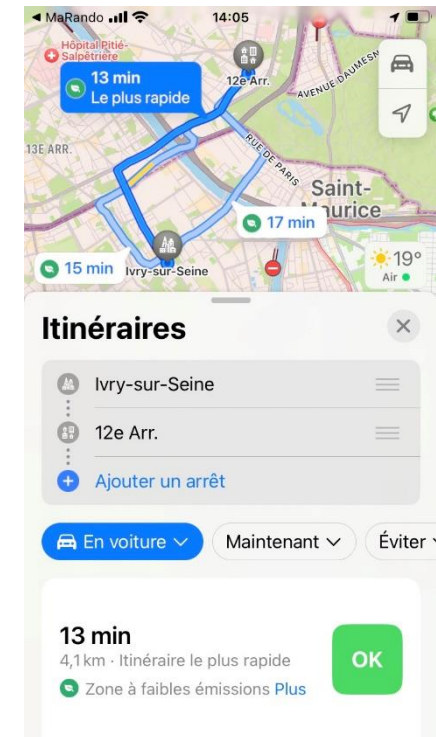 MaRando
14:05
Hôpital Pitié-
Salpêtrière
13 min
Le plus rapide
12e Arr.
AVENUE DAUMESN
13E ARR.
RUE DE PARIS
Saint-
Maurice
17 min
15 min
Ivry-sur-Seine
19°
Air
Itinéraires
Ivry-sur-Seine
12e Arr.
Ajouter un arrêt
En voiture
Maintenant
Éviter
13 min
4,1 km · Itinéraire le plus rapide
OK
Zone à faibles émissions Plus